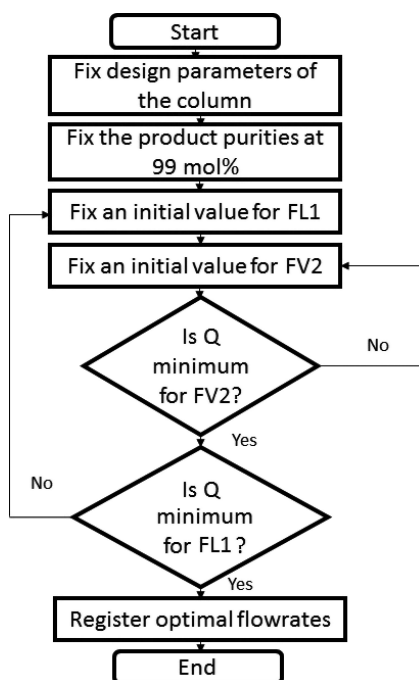 Start
Fix design parameters of
the column
Fix the product purities at
99 mol%
Fix an initial value for FL1
Fix an initial value for FV2
Is Q
minimum
for FV2?
No
Yes
No
Is Q
minimum
for FL1?
Yes
Register optimal flowrates
End